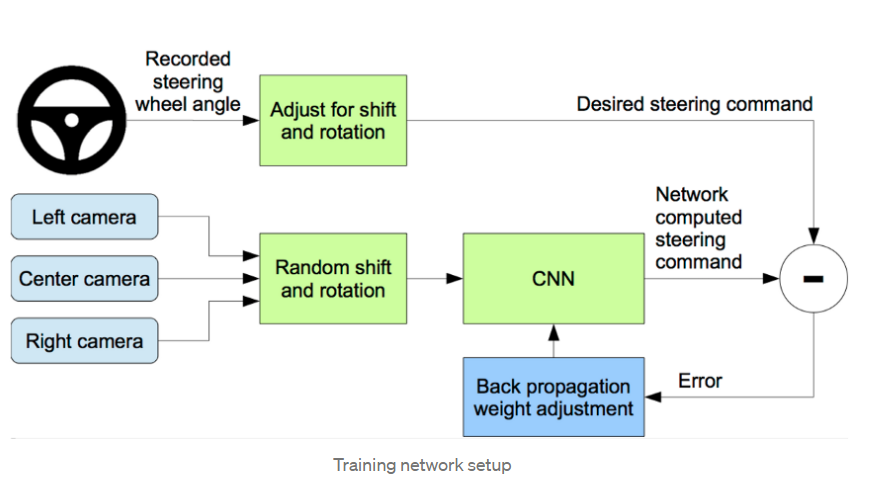 Recorded
steering
wheel angle
Adjust for shift
and rotation
Desired steering command
Left camera
Center camera
Right camera
Random shift
and rotation
CNN
Network
computed
steering
command
-
Back propagation
weight adjustment
Error
Training network setup